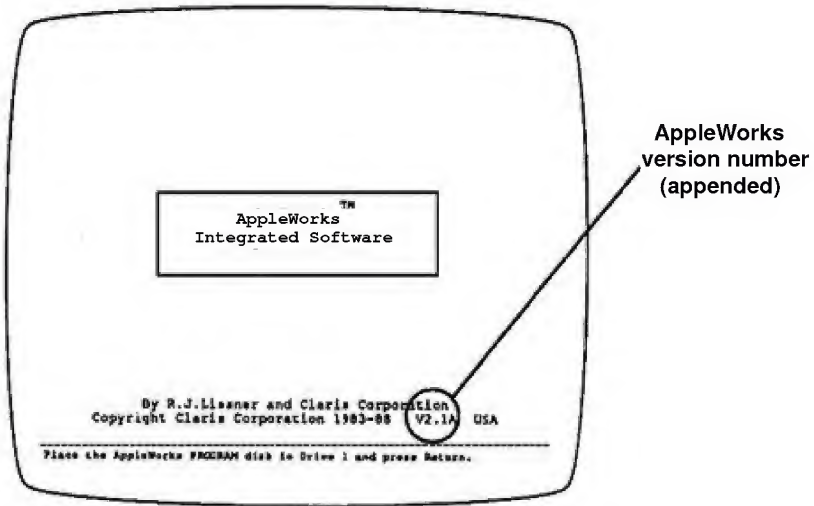 TM
AppleWorks
Integrated Software
By R.J.Lissner and Claris Corporation
Copyright Claris Corporation 1983-88 V2.1A USA
Place the AppleWorks PROGRAM disk in Drive 1 and press Return.
AppleWorks
version number
(appended)